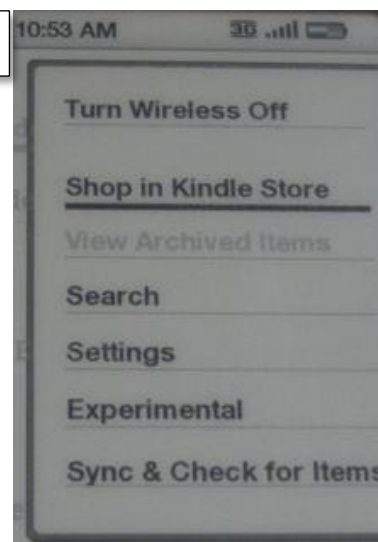 10:53 AM 3G
Turn Wireless Off
Shop in Kindle Store
View Archived Items
Search
Settings
Experimental
Sync & Check for Items